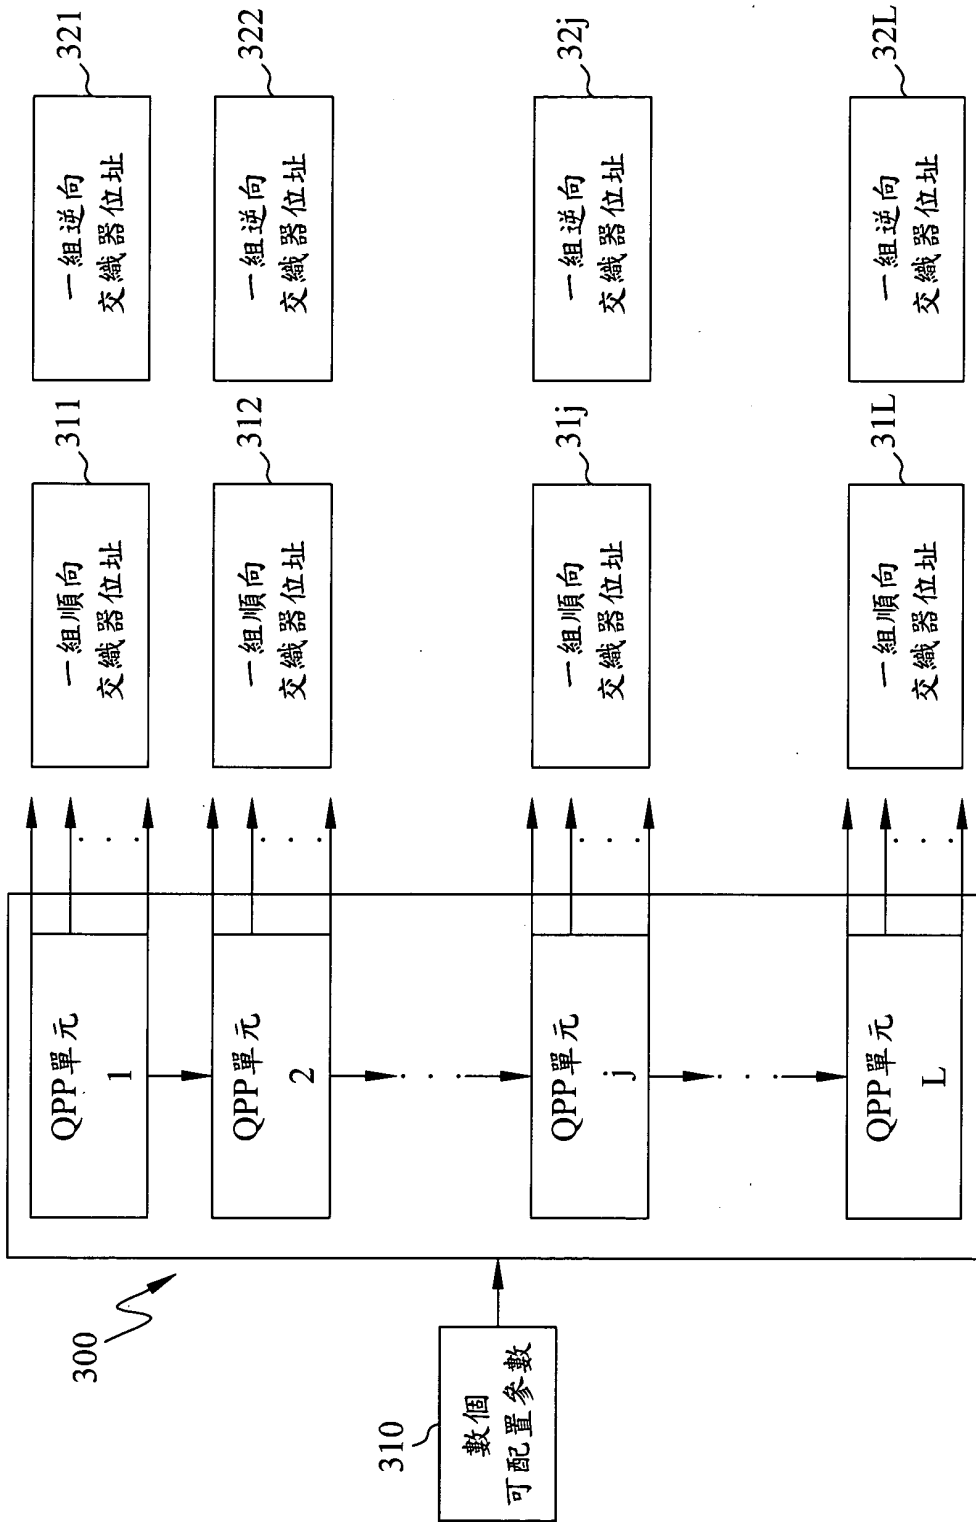 300
310
數個
可配置參數
QPP單元
1
一組順向
交織器位址
311
一組逆向
交織器位址
321
QPP單元
2
一組順向
交織器位址
312
一組逆向
交織器位址
322
QPP單元
j
一組順向
交織器位址
31j
一組逆向
交織器位址
32j
QPP單元
L
一組順向
交織器位址
31L
一組逆向
交織器位址
32L